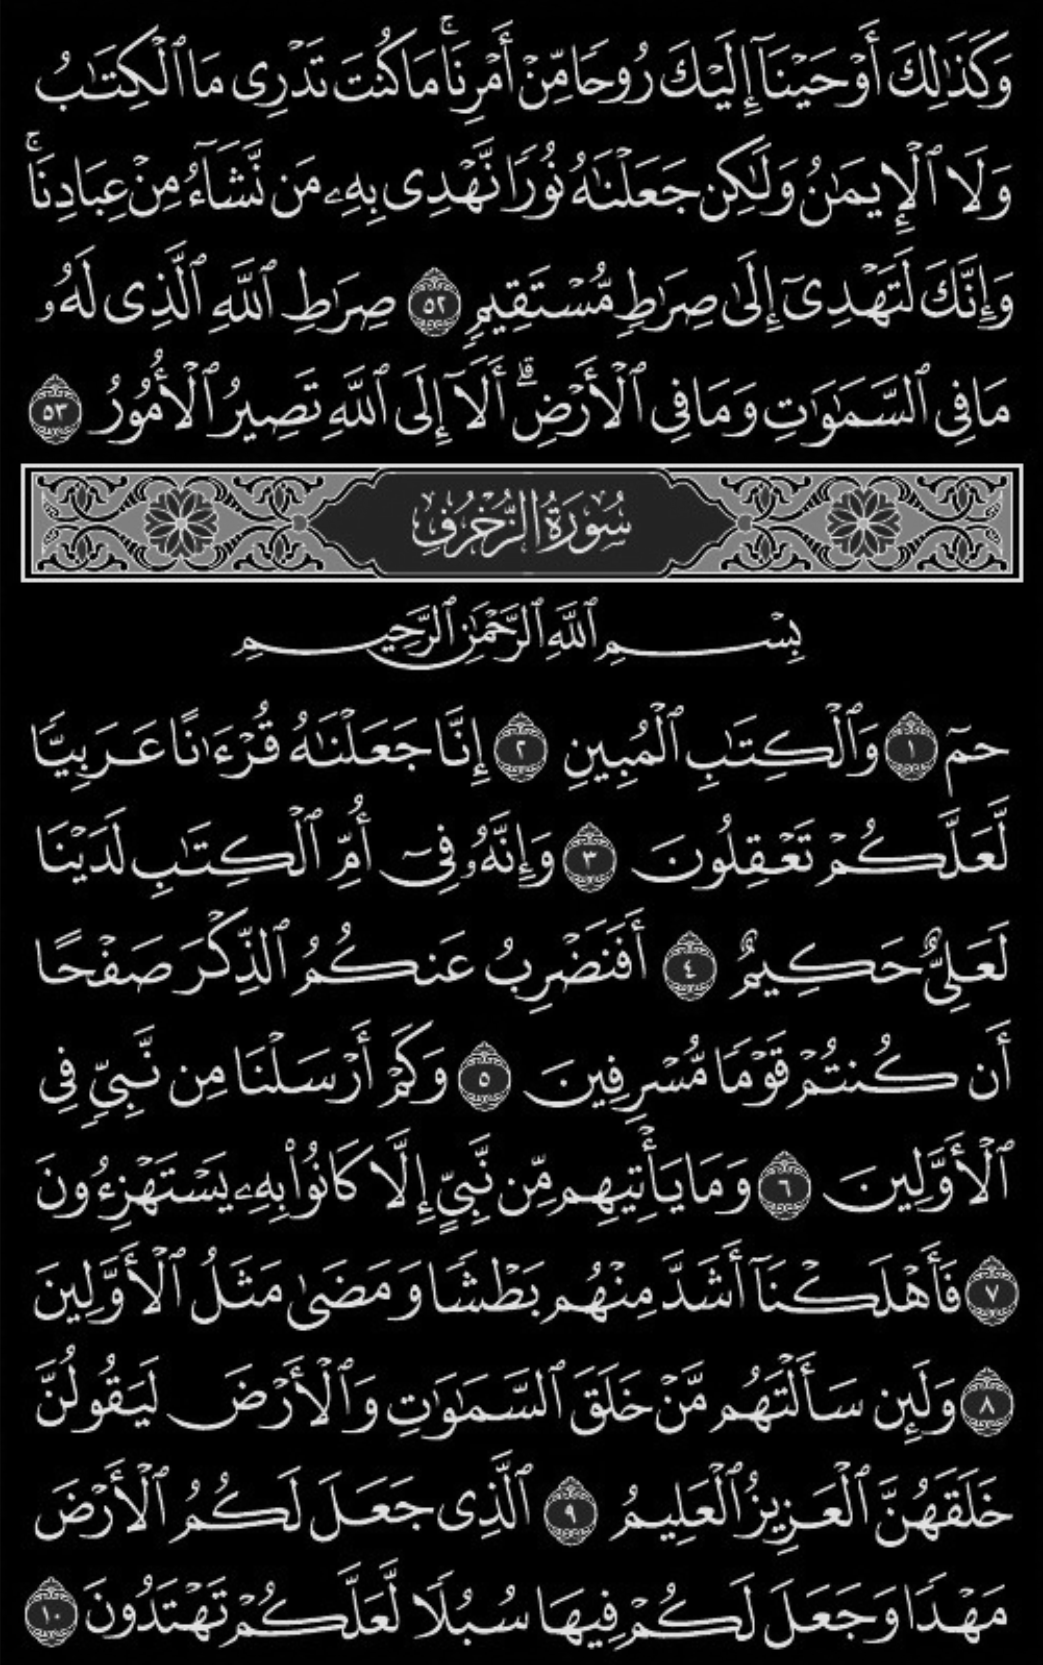 وَكَذَٰلِكَ أَوْحَيْنَآ إِلَيْكَ رُوحًا مِّنْ أَمْرِنَا ۚ مَا كُنتَ تَدْرِى مَا ٱلْكِتَـٰبُ
وَلَا ٱلْإِيمَـٰنُ وَلَـٰكِن جَعَلْنَـٰهُ نُورًا نَّهْدِى بِهِۦ مَن نَّشَآءُ مِنْ عِبَادِنَا ۚ
وَإِنَّكَ لَتَهْدِىٓ إِلَىٰ صِرَٰطٍ مُّسْتَقِيمٍ ٥٢ صِرَٰطِ ٱللَّهِ ٱلَّذِى لَهُۥ
مَا فِى ٱلسَّمَـٰوَٰتِ وَمَا فِى ٱلْأَرْضِ ۗ أَلَآ إِلَى ٱللَّهِ تَصِيرُ ٱلْأُمُورُ ٥٣
سُورَةُ الزُّخْرُفِ
بِسْمِ ٱللَّهِ ٱلرَّحْمَـٰنِ ٱلرَّحِيمِ
حمٓ ١ وَٱلْكِتَـٰبِ ٱلْمُبِينِ ٢ إِنَّا جَعَلْنَـٰهُ قُرْءَٰنًا عَرَبِيًّا
لَّعَلَّكُمْ تَعْقِلُونَ ٣ وَإِنَّهُۥ فِىٓ أُمِّ ٱلْكِتَـٰبِ لَدَيْنَا
لَعَلِىٌّ حَكِيمٌ ٤ أَفَنَضْرِبُ عَنكُمُ ٱلذِّكْرَ صَفْحًا
أَن كُنتُمْ قَوْمًا مُّسْرِفِينَ ٥ وَكَمْ أَرْسَلْنَا مِن نَّبِىٍّ فِى
ٱلْأَوَّلِينَ ٦ وَمَا يَأْتِيهِم مِّن نَّبِىٍّ إِلَّا كَانُوا۟ بِهِۦ يَسْتَهْزِءُونَ
٧ فَأَهْلَكْنَآ أَشَدَّ مِنْهُم بَطْشًا وَمَضَىٰ مَثَلُ ٱلْأَوَّلِينَ
٨ وَلَئِن سَأَلْتَهُم مَّنْ خَلَقَ ٱلسَّمَـٰوَٰتِ وَٱلْأَرْضَ لَيَقُولُنَّ
خَلَقَهُنَّ ٱلْعَزِيزُ ٱلْعَلِيمُ ٩ ٱلَّذِى جَعَلَ لَكُمُ ٱلْأَرْضَ
مَهْدًا وَجَعَلَ لَكُمْ فِيهَا سُبُلًا لَّعَلَّكُمْ تَهْتَدُونَ ١٠